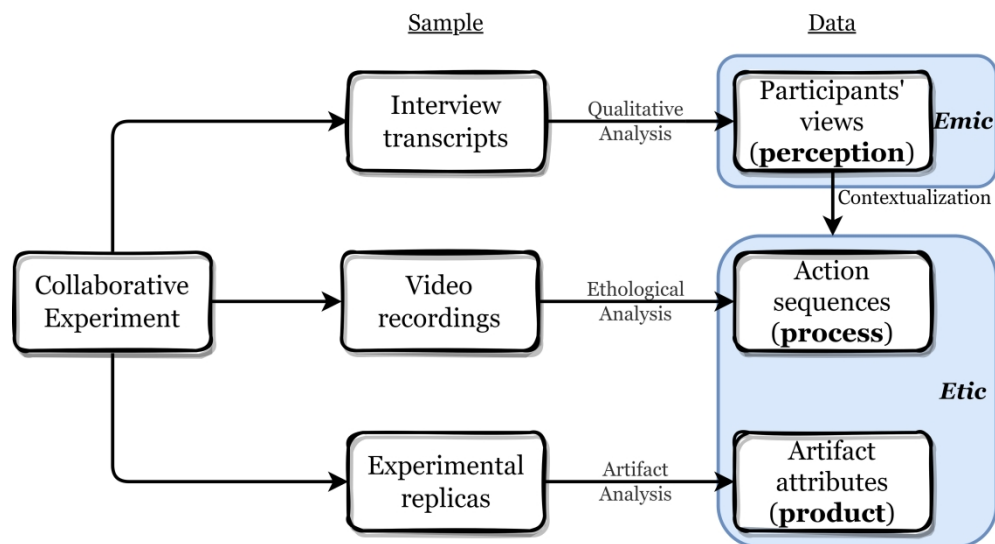 Sample
Data
Interview
transcripts
Qualitative
Analysis
Participants'
views
(perception)
Emic
Contextualization
Collaborative
Experiment
Video
recordings
Ethological
Analysis
Action
sequences
(process)
Etic
Experimental
replicas
Artifact
Analysis
Artifact
attributes
(product)